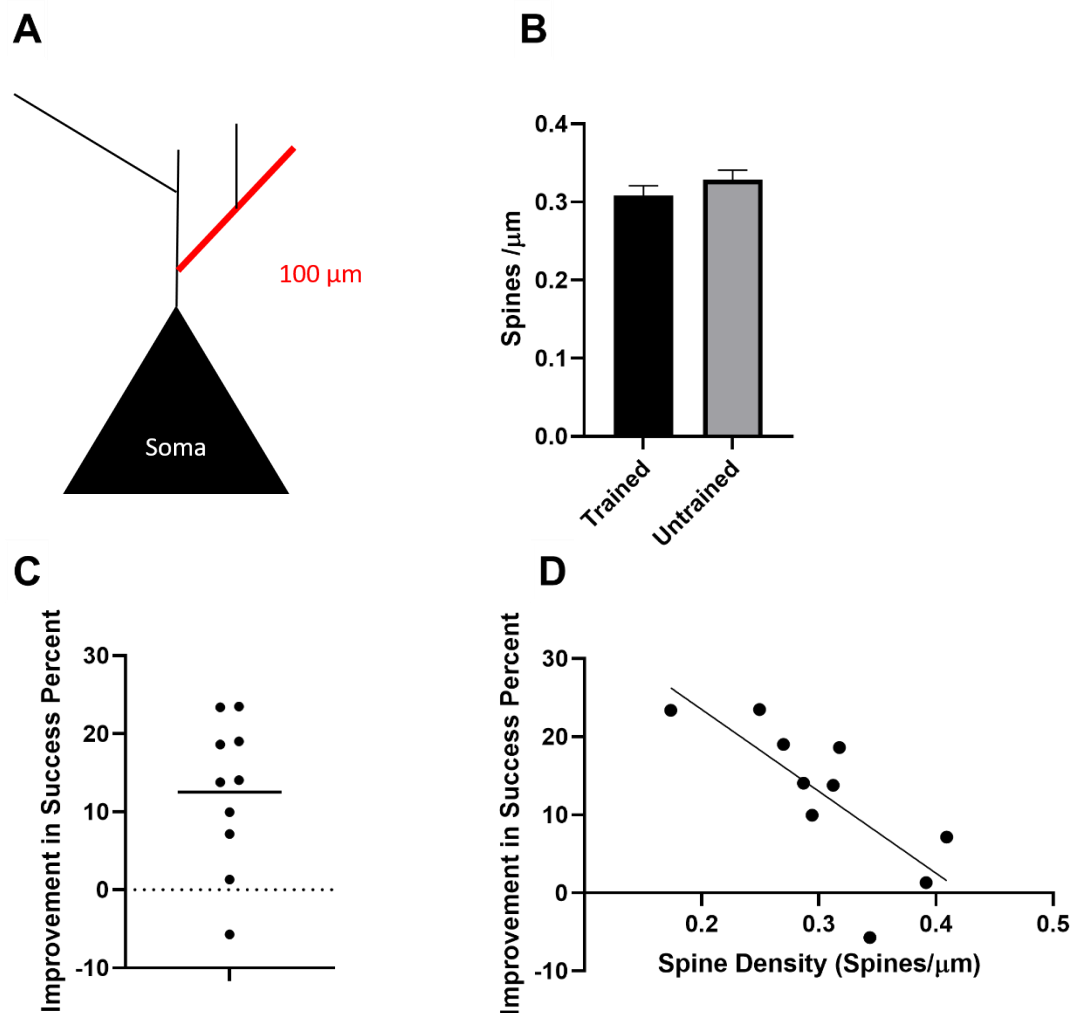 A
100 µm
Soma
B
Spines /μm
0.4
0.3
0.2
0.1
0.0
Trained
Untrained
C
Improvement in Success Percent
30
20
10
0
-10
D
Improvement in Success Percent
30
20
10
0
-10
0.2
0.3
0.4
0.5
Spine Density (Spines/μm)